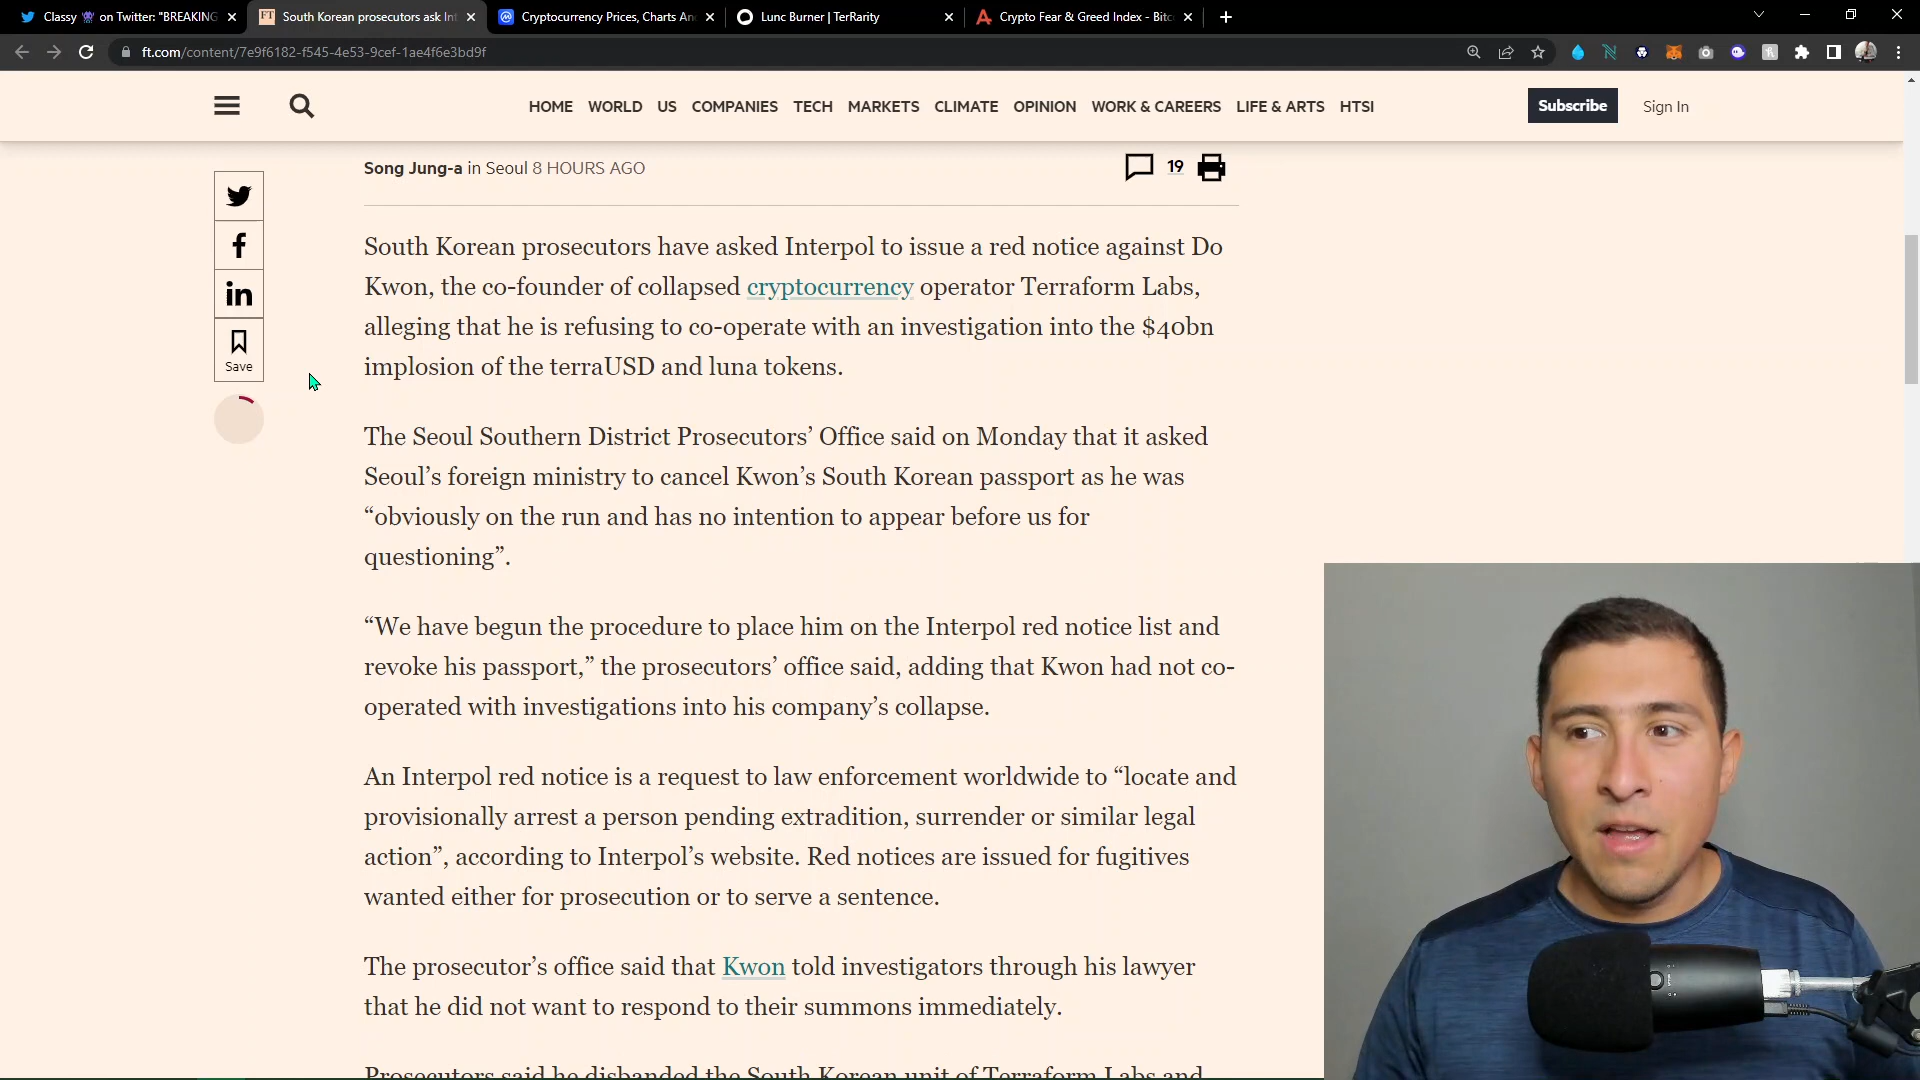 Classy 👾 on Twitter: "BREAKING
South Korean prosecutors ask Int
Cryptocurrency Prices, Charts An
Lunc Burner | TerRarity
Crypto Fear & Greed Index - Bitc
ft.com/content/7e9f6182-f545-4e53-9cef-1ae4f6e3bd9f
HOME WORLD US COMPANIES TECH MARKETS CLIMATE OPINION WORK & CAREERS LIFE & ARTS HTSI
Subscribe
Sign In
Song Jung-a in Seoul 8 HOURS AGO
19
Save
South Korean prosecutors have asked Interpol to issue a red notice against Do
Kwon, the co-founder of collapsed cryptocurrency operator Terraform Labs,
alleging that he is refusing to co-operate with an investigation into the $40bn
implosion of the terraUSD and luna tokens.
The Seoul Southern District Prosecutors’ Office said on Monday that it asked
Seoul’s foreign ministry to cancel Kwon’s South Korean passport as he was
“obviously on the run and has no intention to appear before us for
questioning”.
“We have begun the procedure to place him on the Interpol red notice list and
revoke his passport,” the prosecutors’ office said, adding that Kwon had not co-
operated with investigations into his company’s collapse.
An Interpol red notice is a request to law enforcement worldwide to “locate and
provisionally arrest a person pending extradition, surrender or similar legal
action”, according to Interpol’s website. Red notices are issued for fugitives
wanted either for prosecution or to serve a sentence.
The prosecutor’s office said that Kwon told investigators through his lawyer
that he did not want to respond to their summons immediately.
Prosecutors said he disbanded the South Korean unit of Terraform Labs and